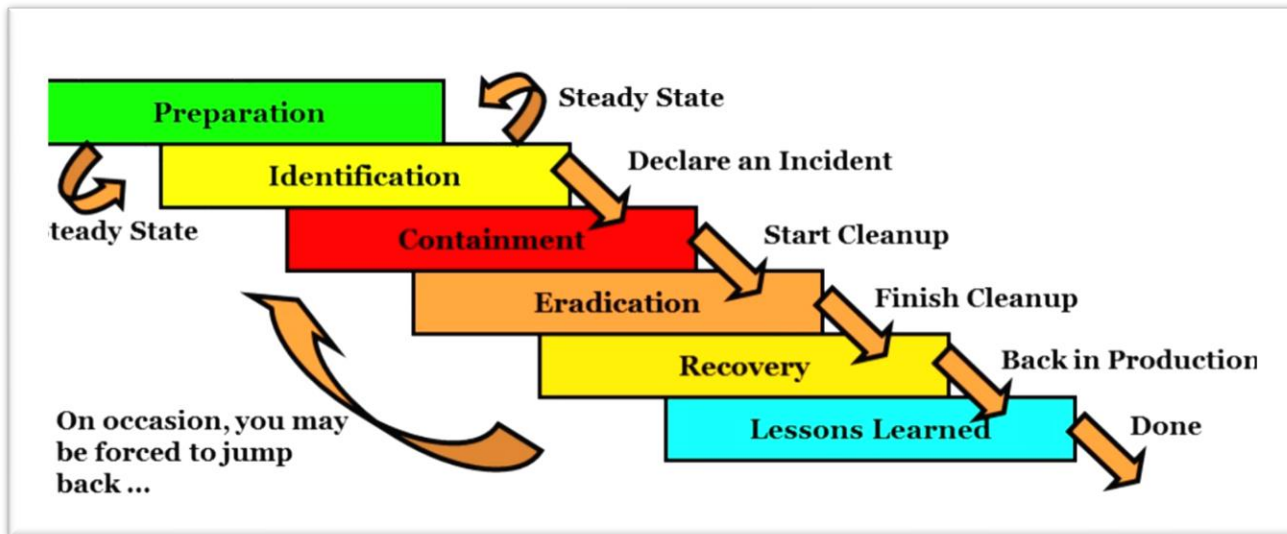 Preparation
Steady State
Identification
Declare an Incident
teady State
Containment
Start Cleanup
Eradication
Finish Cleanup
Recovery
Back in Production
On occasion, you may
be forced to jump
back ...
Lessons Learned
Done